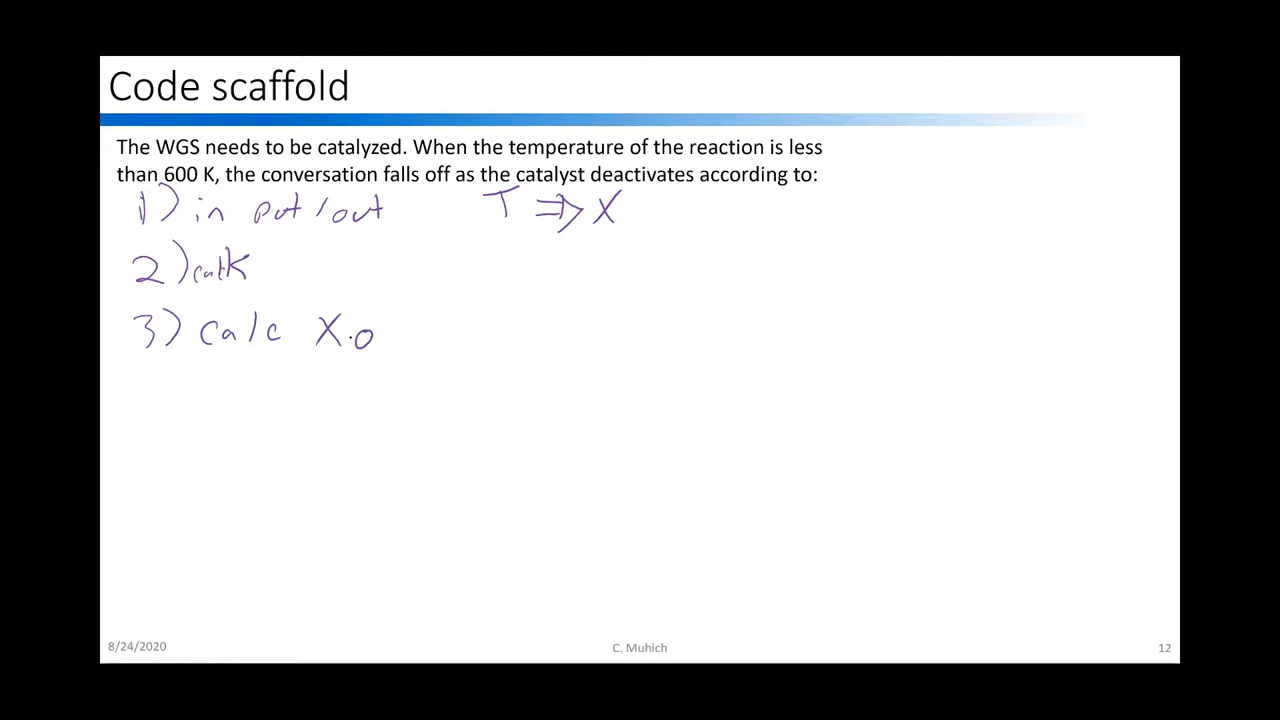 Code scaffold
The WGS needs to be catalyzed. When the temperature of the reaction is less
than 600 K, the conversation falls off as the catalyst deactivates according to:
1) in put/out T ⇒ X
2) K
3) calc X.0
8/24/2020 C. Muhich 12